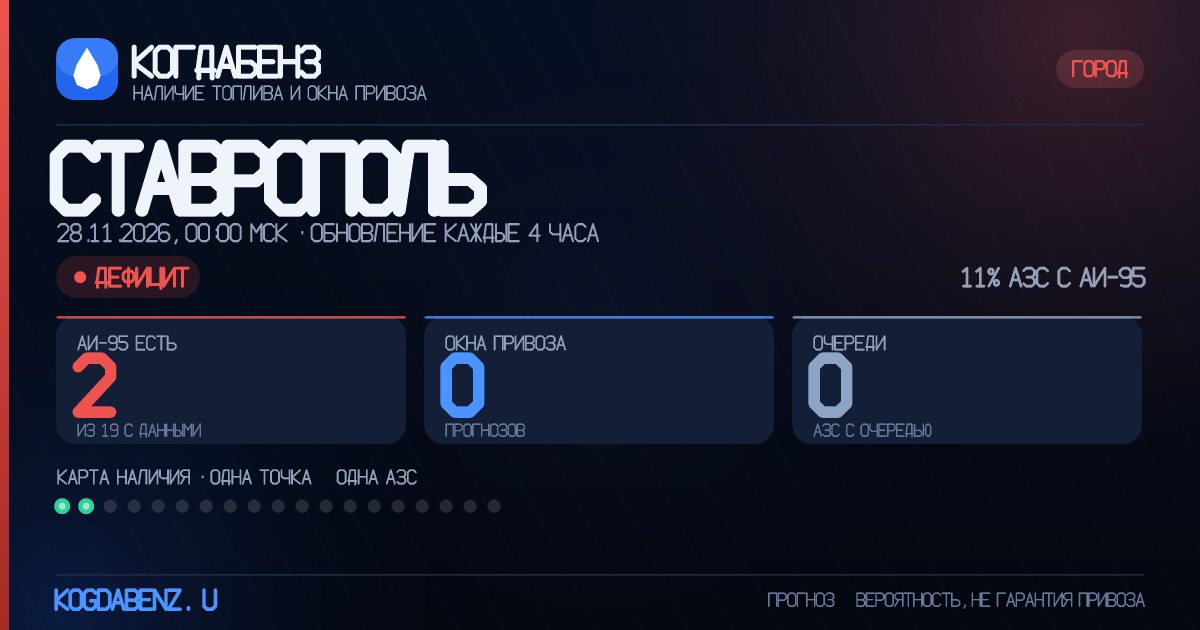 КОГДАБЕНЗ
НАЛИЧИЕ ТОПЛИВА И ОКНА ПРИВОЗА
ГОРОД
СТАВРОПОЛЬ
28.11.2026, 00:00 МСК · ОБНОВЛЕНИЕ КАЖДЫЕ 4 ЧАСА
ДЕФИЦИТ
11% АЗС С АИ-95
АИ-95 ЕСТЬ
2
ИЗ 19 С ДАННЫМИ
ОКНА ПРИВОЗА
0
ПРОГНОЗОВ
ОЧЕРЕДИ
0
АЗС С ОЧЕРЕДЬЮ
КАРТА НАЛИЧИЯ · ОДНА ТОЧКА ОДНА АЗС
KOGDABENZ. U
ПРОГНОЗ ВЕРОЯТНОСТЬ, НЕ ГАРАНТИЯ ПРИВОЗА